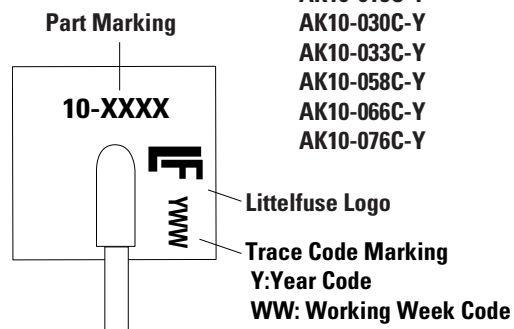 Part Marking
10-XXXX
LF
YWW
AK10-030C-Y
AK10-033C-Y
AK10-058C-Y
AK10-066C-Y
AK10-076C-Y
Littelfuse Logo
Trace Code Marking
Y:Year Code
WW: Working Week Code